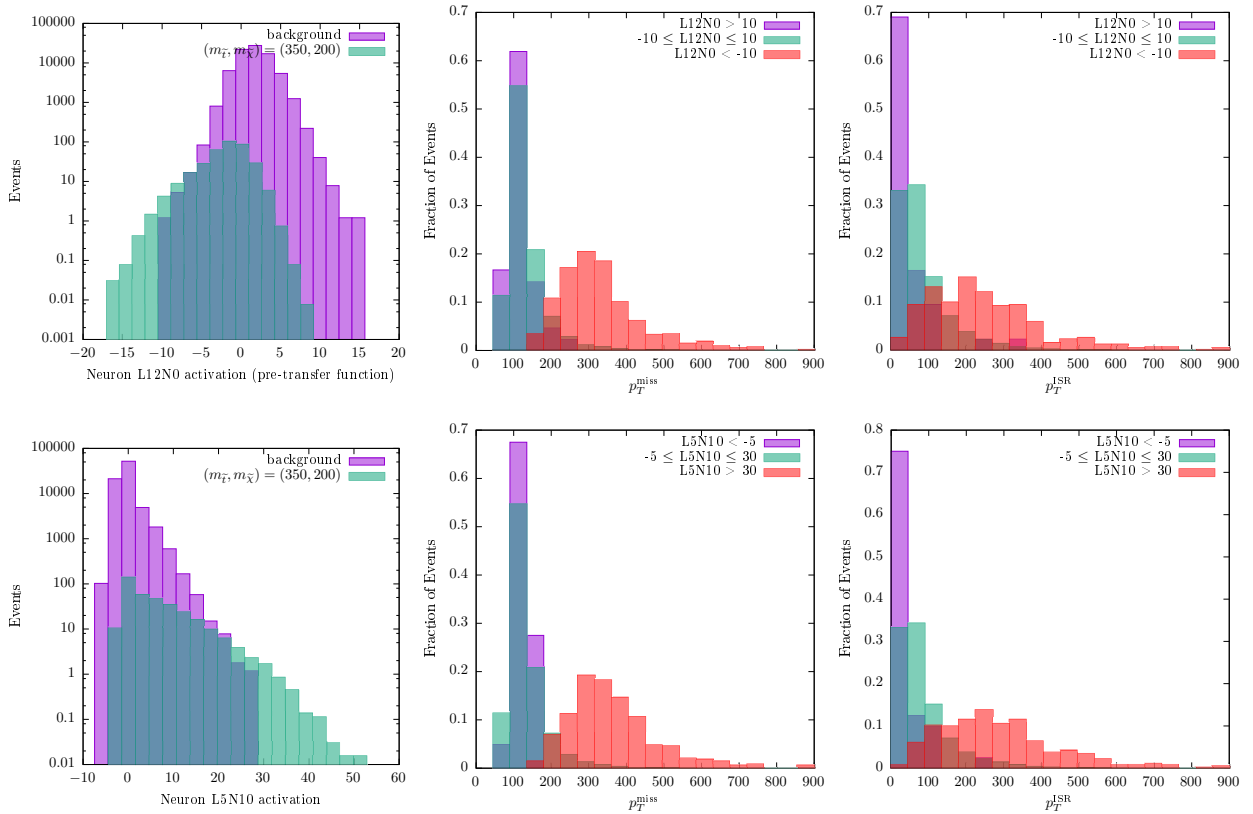 background
(m_t̃, m_χ̃) = (350, 200)
Events
100000
10000
1000
100
10
1
0.1
0.01
0.001
−20 −15 −10 −5 0 5 10 15 20
Neuron L12N0 activation (pre-transfer function)
L12N0 > 10
-10 ≤ L12N0 ≤ 10
L12N0 < -10
Fraction of Events
0.7
0.6
0.5
0.4
0.3
0.2
0.1
0
0 100 200 300 400 500 600 700 800 900
p_T^miss
L12N0 > 10
-10 ≤ L12N0 ≤ 10
L12N0 < -10
Fraction of Events
0.7
0.6
0.5
0.4
0.3
0.2
0.1
0
0 100 200 300 400 500 600 700 800 900
p_T^ISR
background
(m_t̃, m_χ̃) = (350, 200)
Events
100000
10000
1000
100
10
1
0.1
0.01
−10 0 10 20 30 40 50 60
Neuron L5N10 activation
L5N10 < -5
-5 ≤ L5N10 ≤ 30
L5N10 > 30
Fraction of Events
0.7
0.6
0.5
0.4
0.3
0.2
0.1
0
0 100 200 300 400 500 600 700 800 900
p_T^miss
L5N10 < -5
-5 ≤ L5N10 ≤ 30
L5N10 > 30
Fraction of Events
0.8
0.7
0.6
0.5
0.4
0.3
0.2
0.1
0
0 100 200 300 400 500 600 700 800 900
p_T^ISR